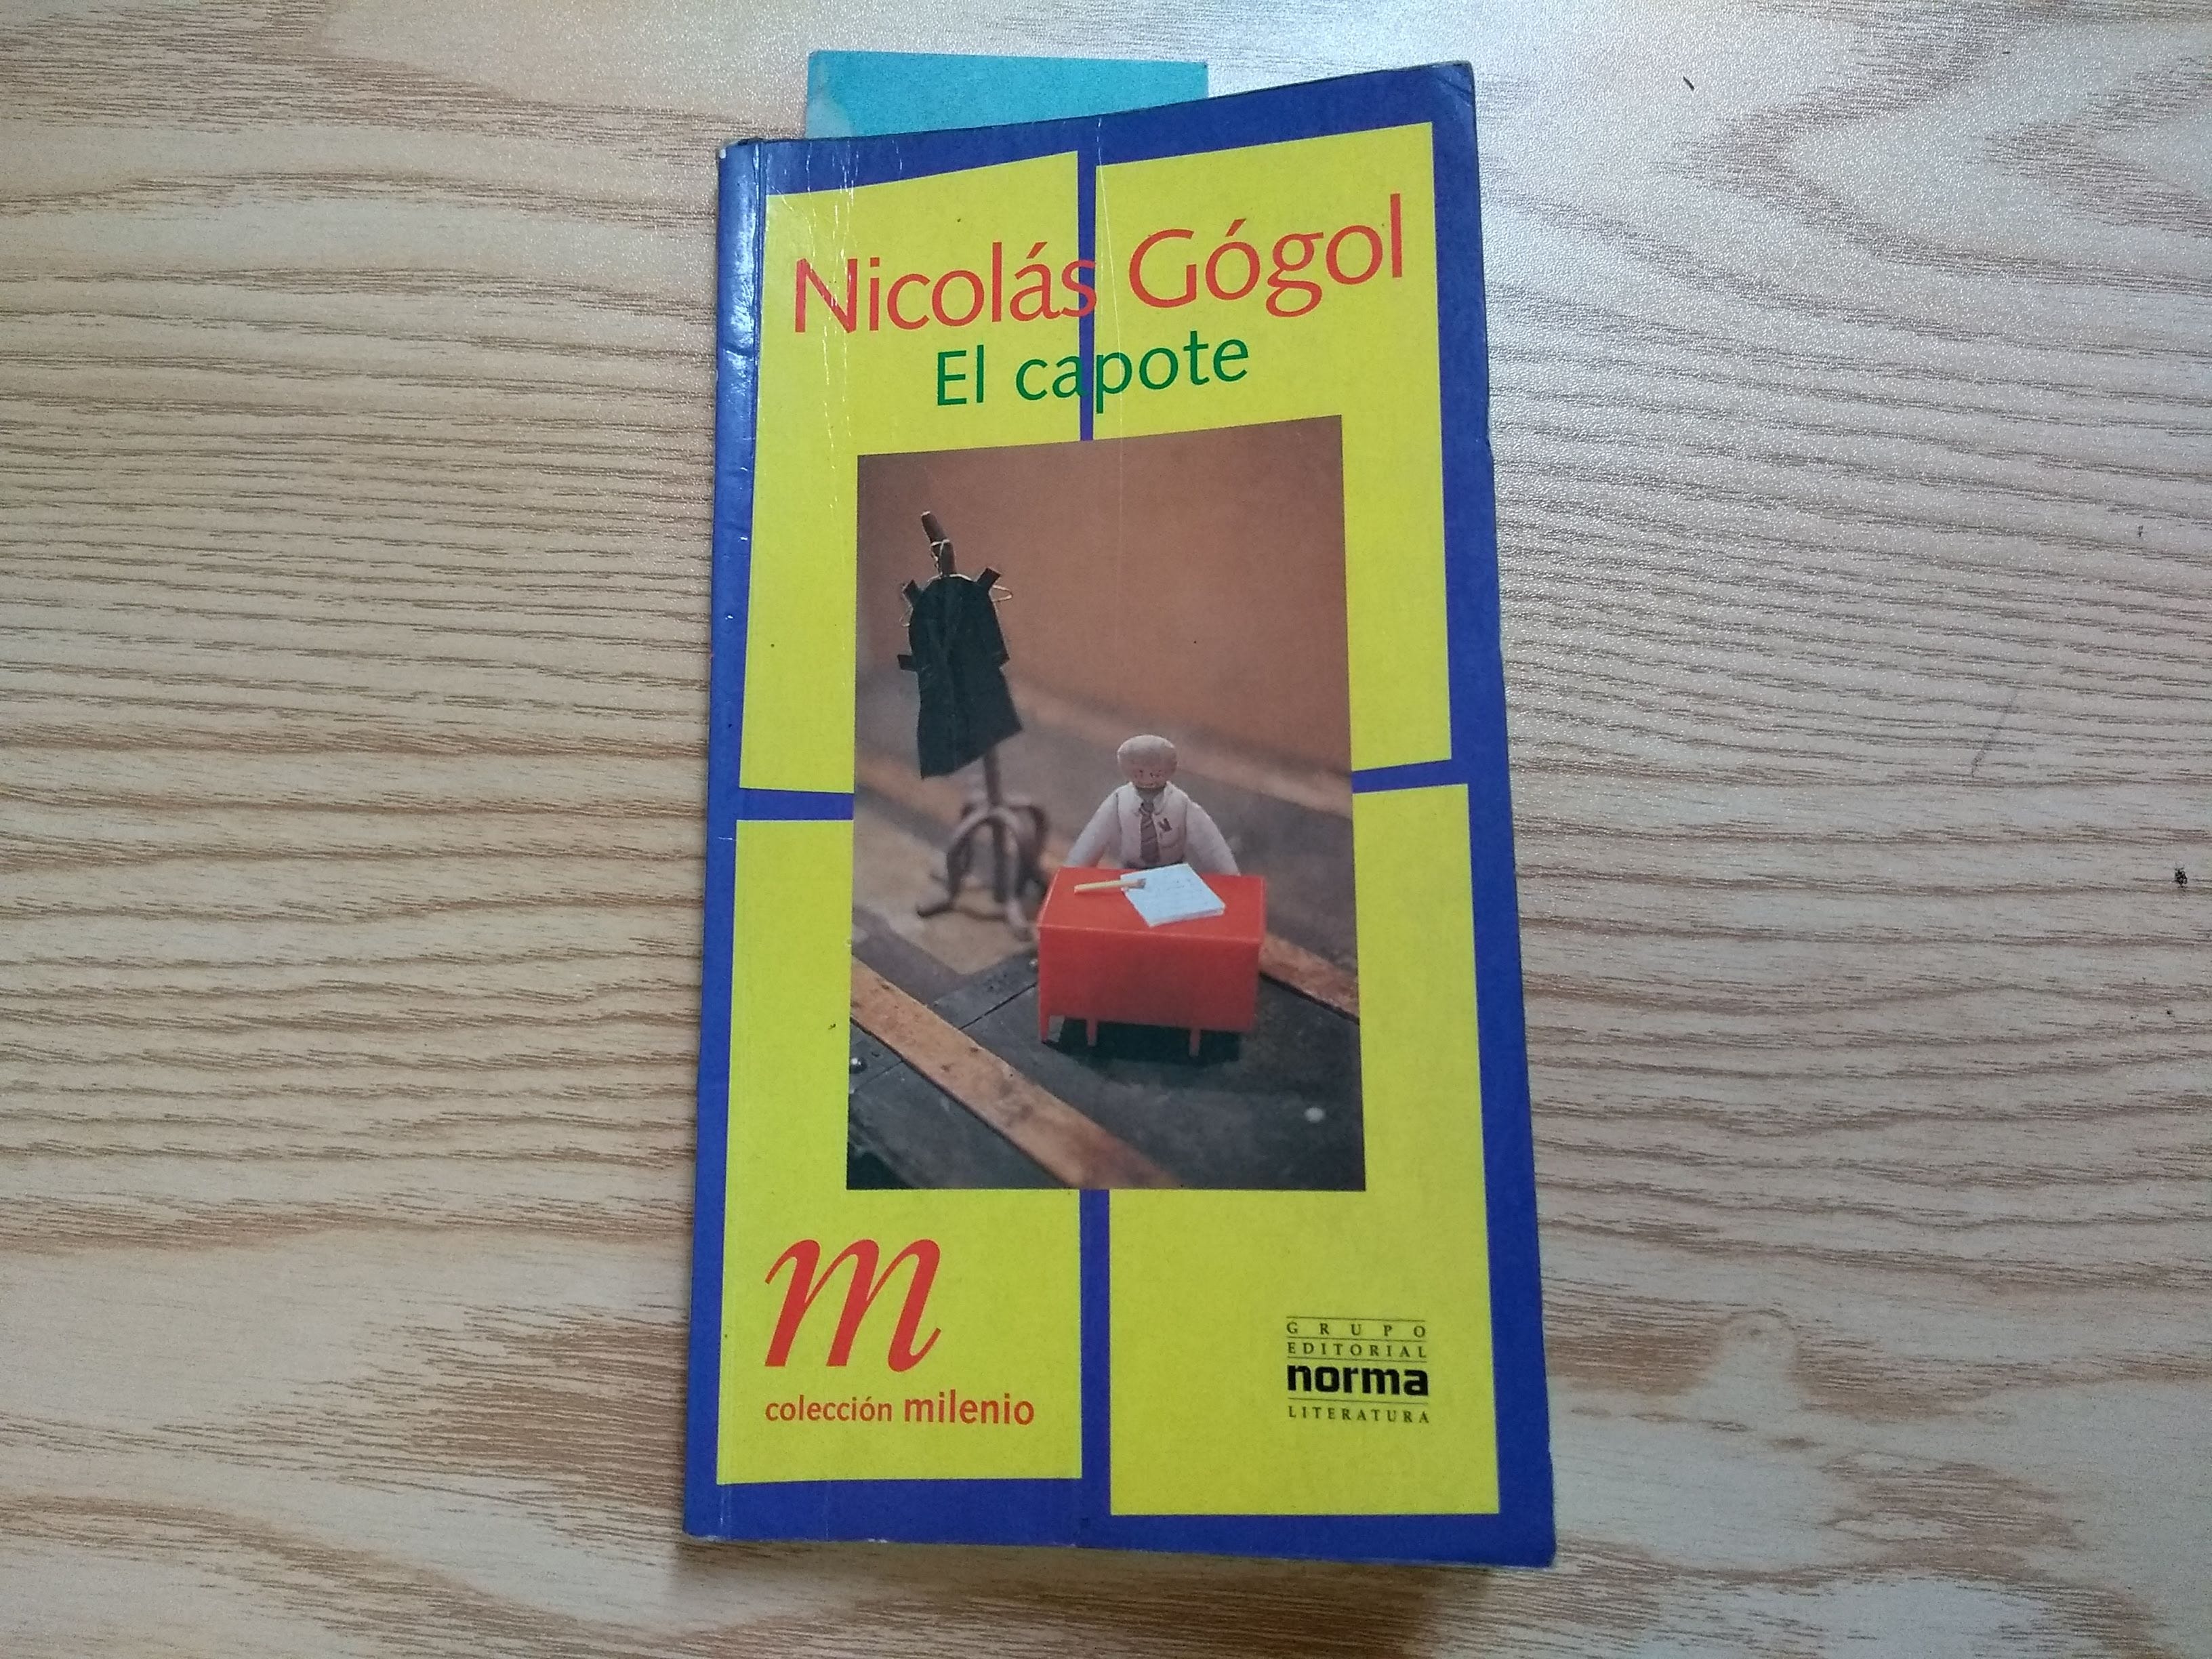 Nicolás Gógol
El capote
m
colección milenio
GRUPO
EDITORIAL
norma
LITERATURA